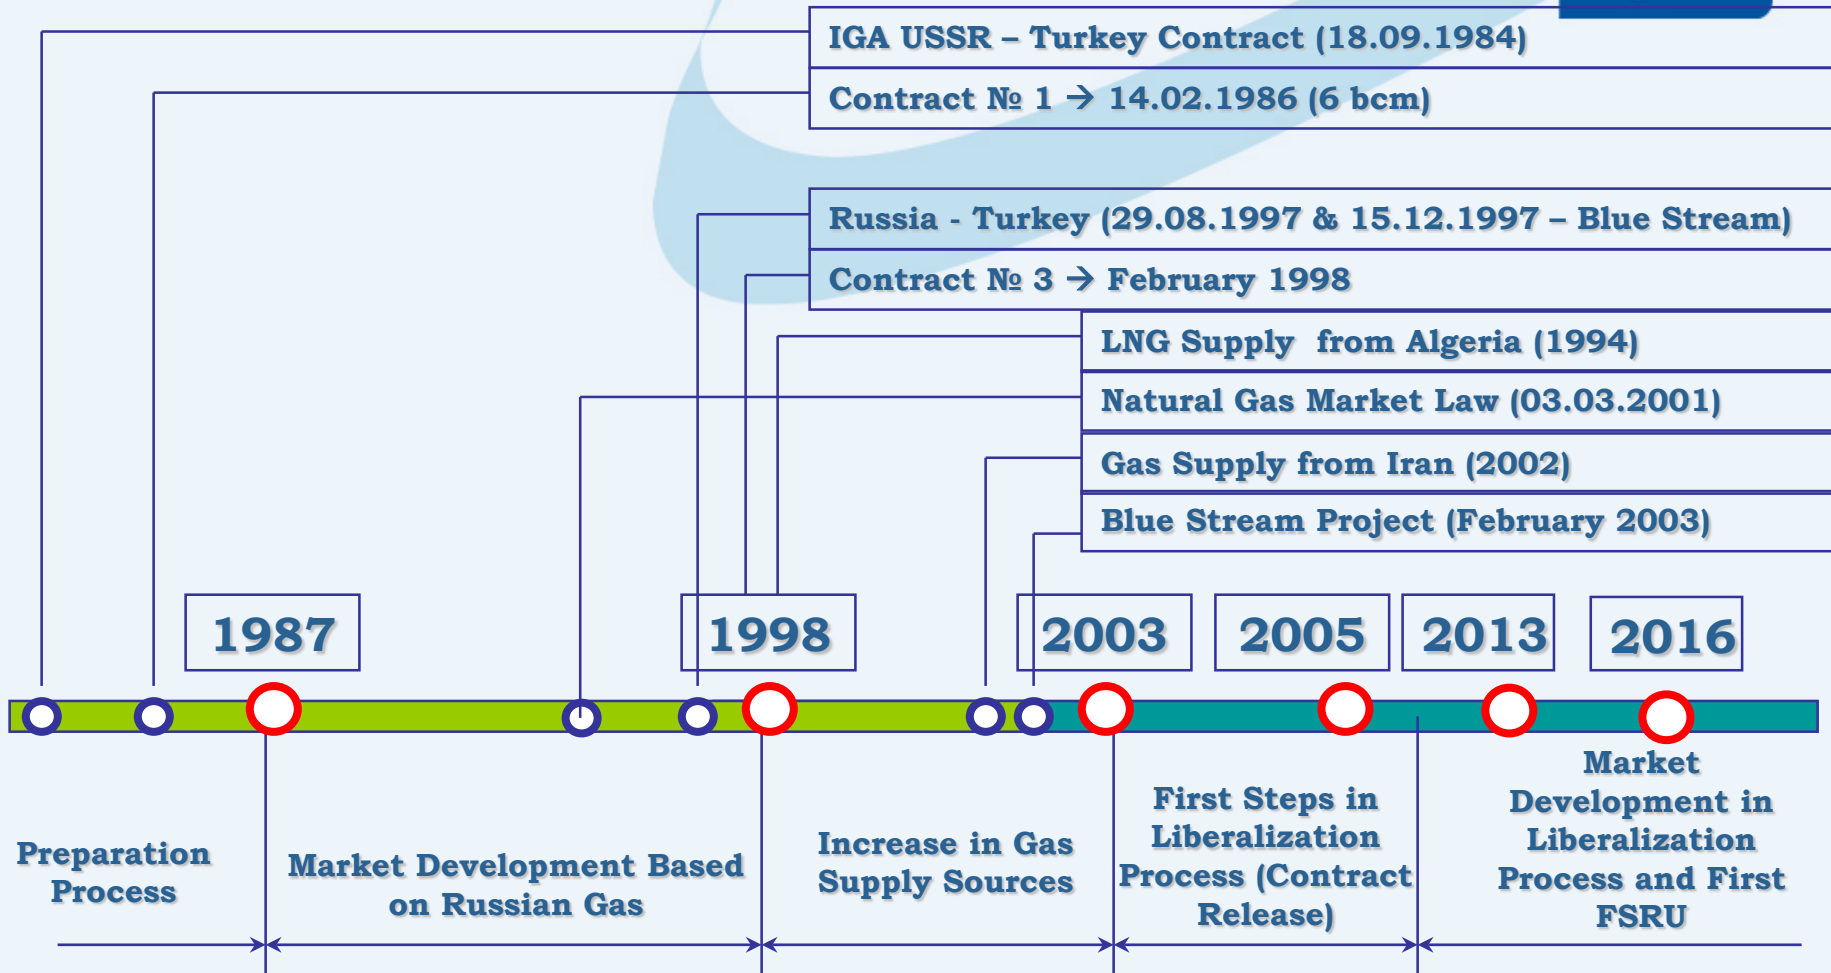 IGA USSR – Turkey Contract (18.09.1984)
Contract № 1 → 14.02.1986 (6 bcm)
Russia - Turkey (29.08.1997 & 15.12.1997 – Blue Stream)
Contract № 3 → February 1998
LNG Supply from Algeria (1994)
Natural Gas Market Law (03.03.2001)
Gas Supply from Iran (2002)
Blue Stream Project (February 2003)
1987
1998
2003
2005
2013
2016
Preparation
Process
Market Development Based
on Russian Gas
Increase in Gas
Supply Sources
First Steps in
Liberalization
Process (Contract
Release)
Market
Development in
Liberalization
Process and First
FSRU